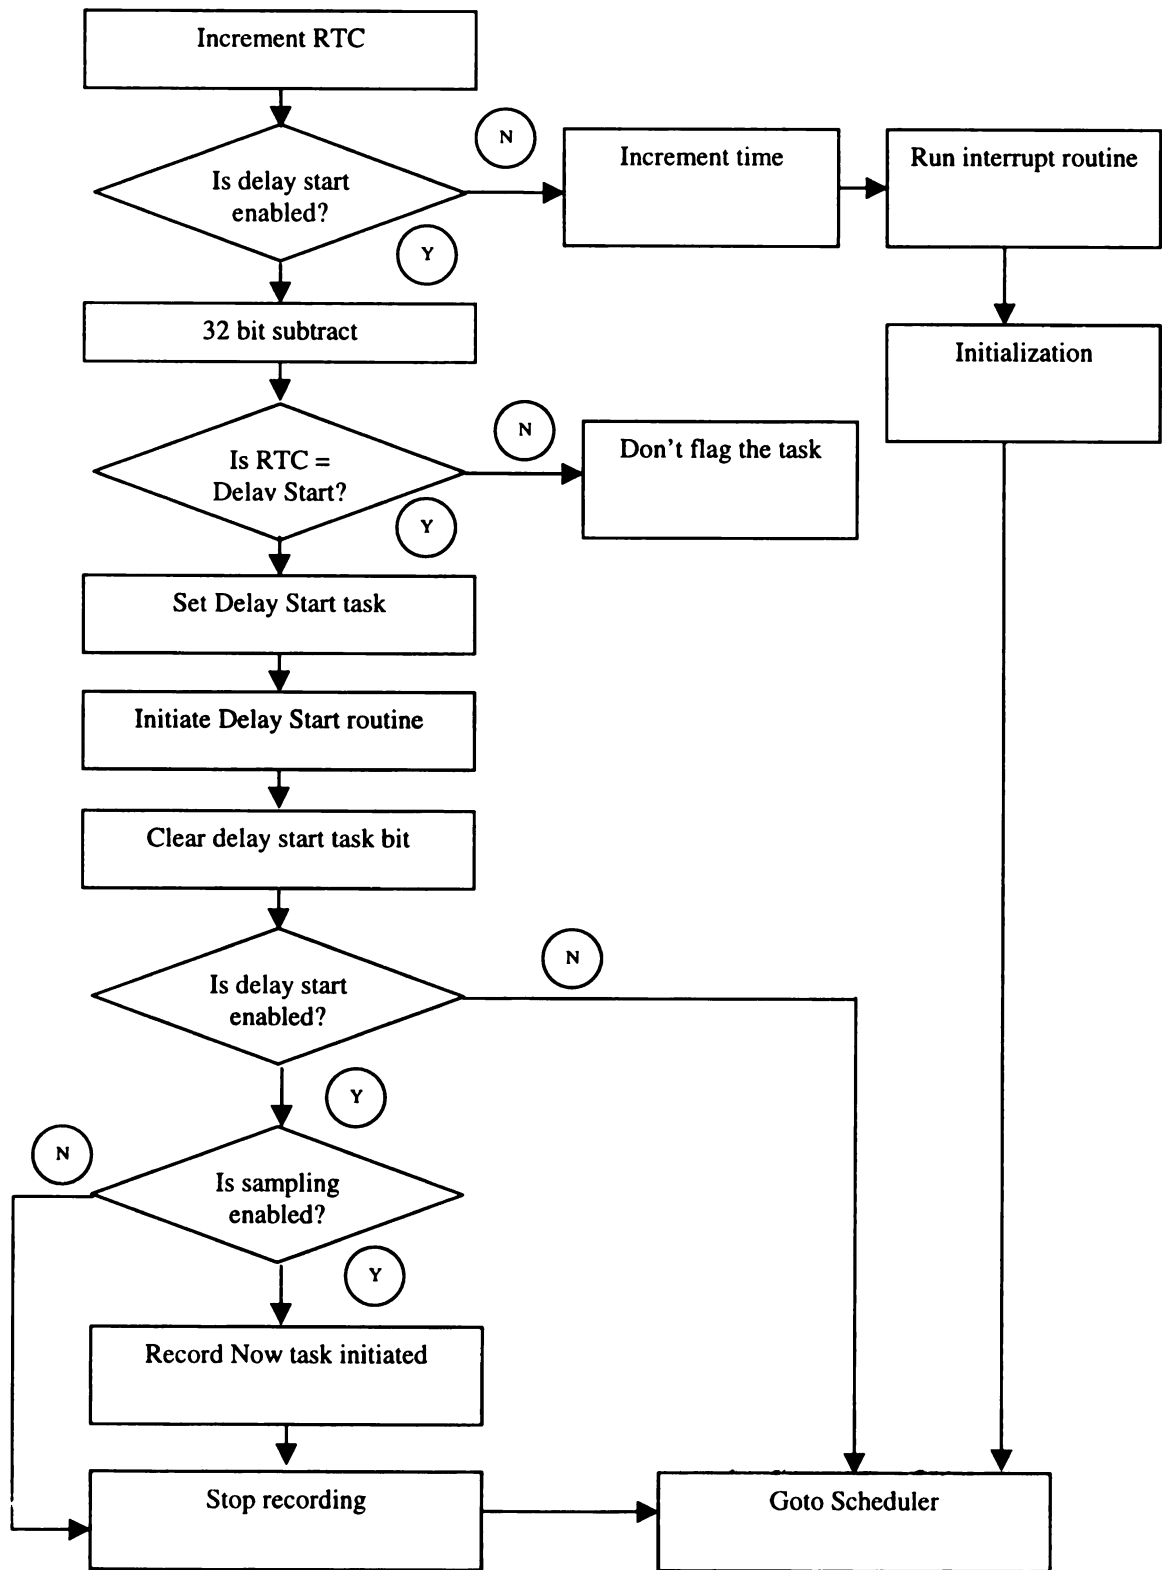 Increment RTC
N
Increment time
Run interrupt routine
Is delay start
enabled?
Y
32 bit subtract
Initialization
N
Don't flag the task
Is RTC =
Delav Start?
Y
Set Delay Start task
Initiate Delay Start routine
Clear delay start task bit
N
Is delay start
enabled?
Y
N
Is sampling
enabled?
Y
Record Now task initiated
Stop recording
Goto Scheduler